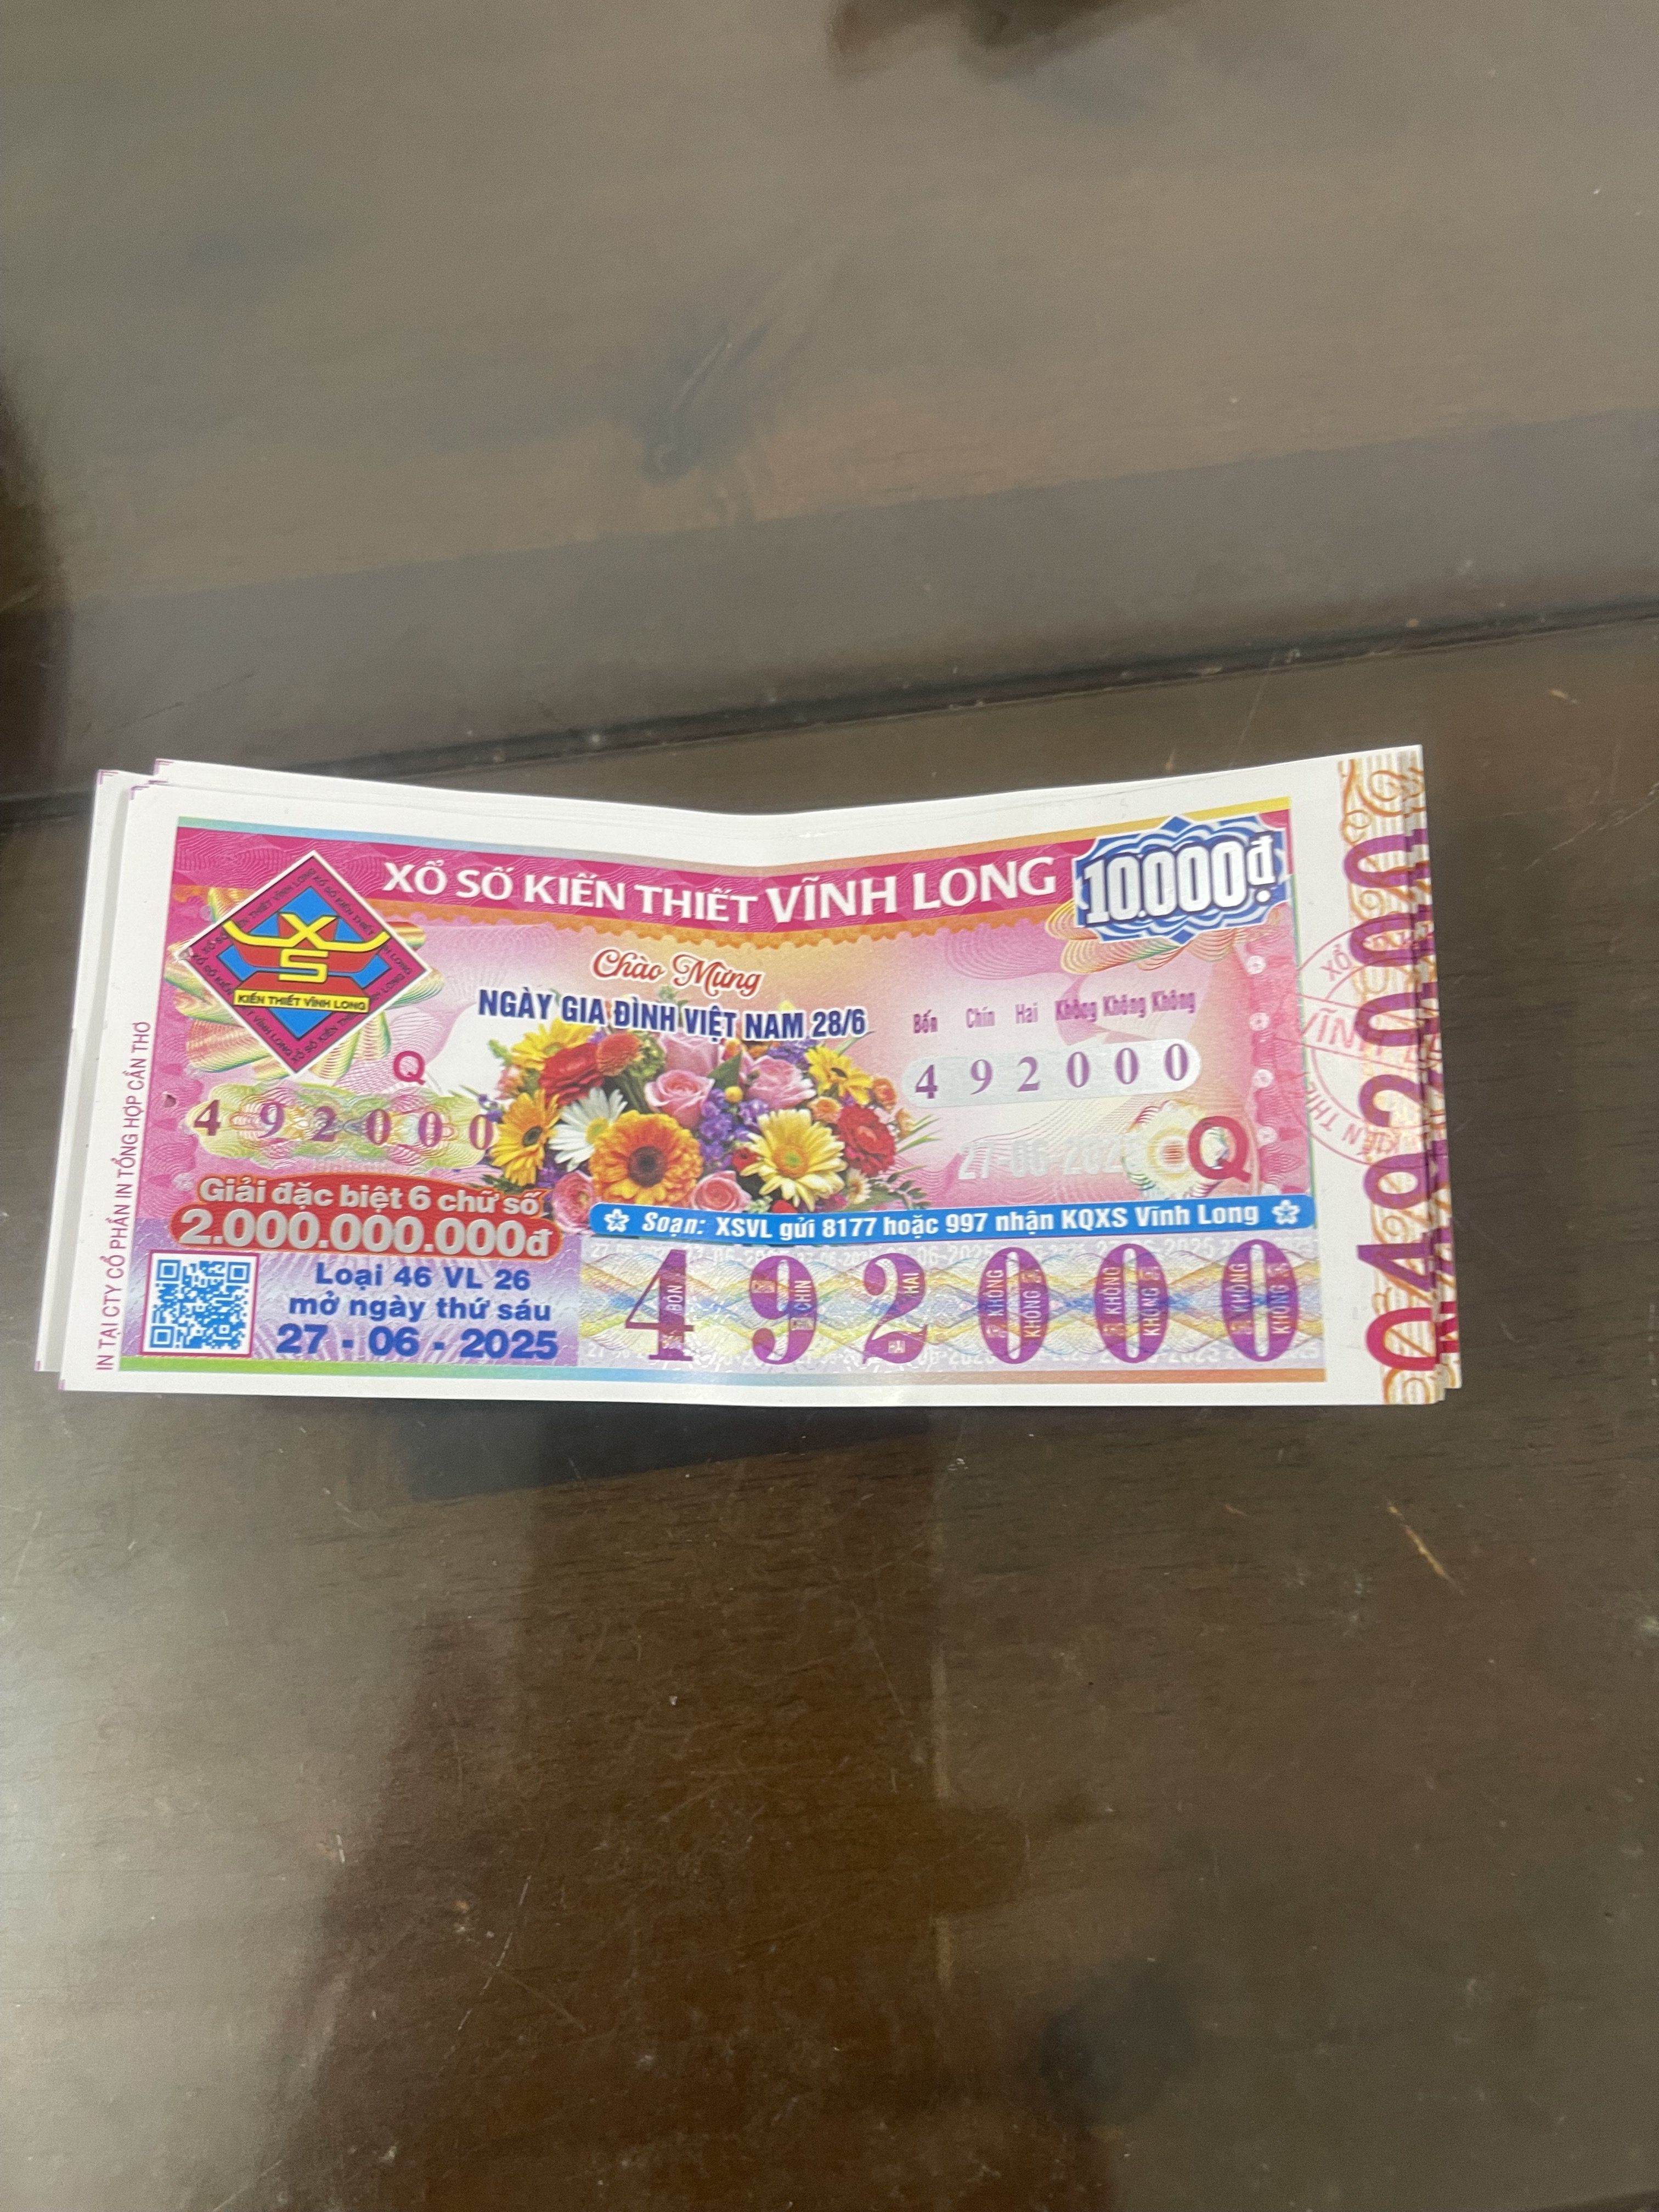 XỔ SỐ KIẾN THIẾT VĨNH LONG
10.000đ
XS
KIẾN THIẾT VĨNH LONG
Chào Mừng
NGÀY GIA ĐÌNH VIỆT NAM 28/6
Bốn Chín Hai Không Không Không
492000
Q
492000
27-06-202
Q
Giải đặc biệt 6 chữ số
2.000.000.000đ
Soạn: XSVL gửi 8177 hoặc 997 nhận KQXS Vĩnh Long
Loại 46 VL 26
mở ngày thứ sáu
27 - 06 - 2025
492000
IN TẠI CTY CỔ PHẦN IN TỔNG HỢP CẦN THƠ